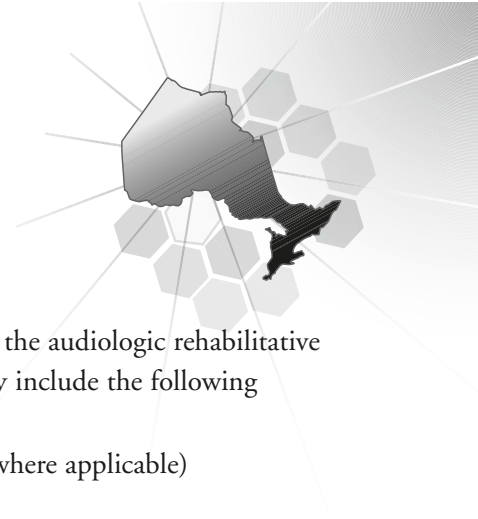 the audiologic rehabilitative
include the following
where applicable)